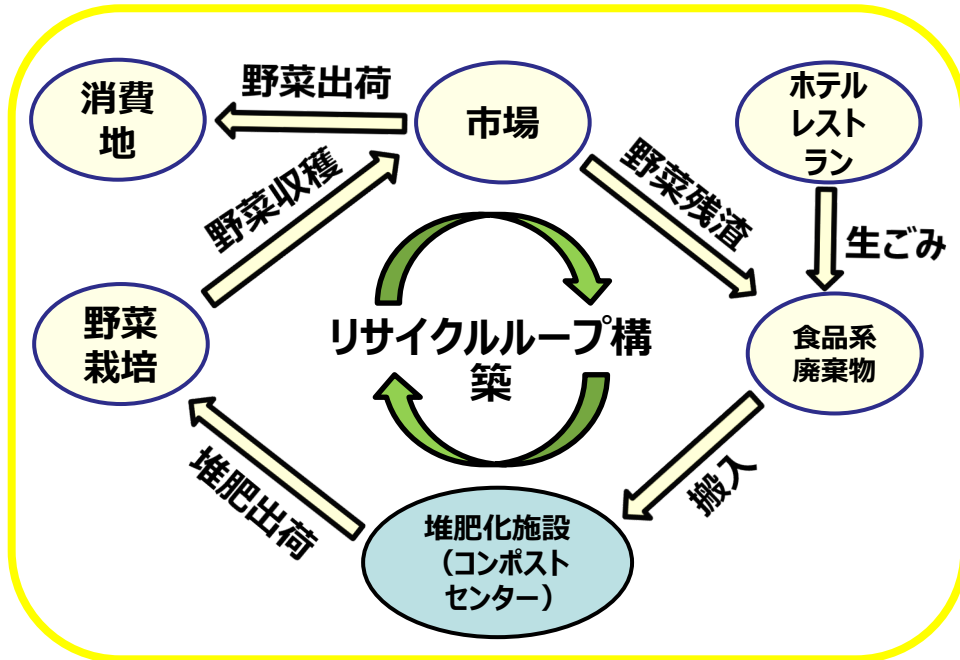 消費
地
野菜出荷
市場
ホテル
レスト
ラン
野菜収穫
野菜残渣
生ごみ
野菜
栽培
リサイクルループ構
築
食品系
廃棄物
堆肥出荷
搬入
堆肥化施設
（コンポスト
センター）